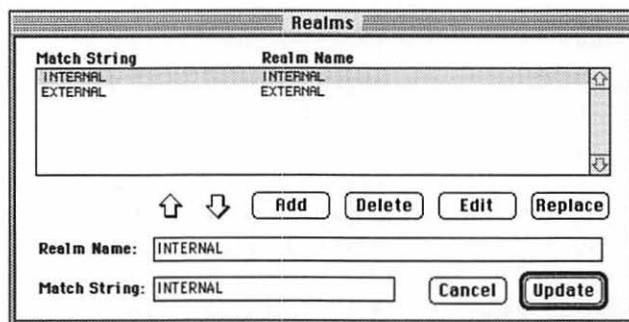 Realms
Match String Realm Name
INTERNAL INTERNAL
EXTERNAL EXTERNAL
Add Delete Edit Replace
Realm Name: INTERNAL
Match String: INTERNAL Cancel Update